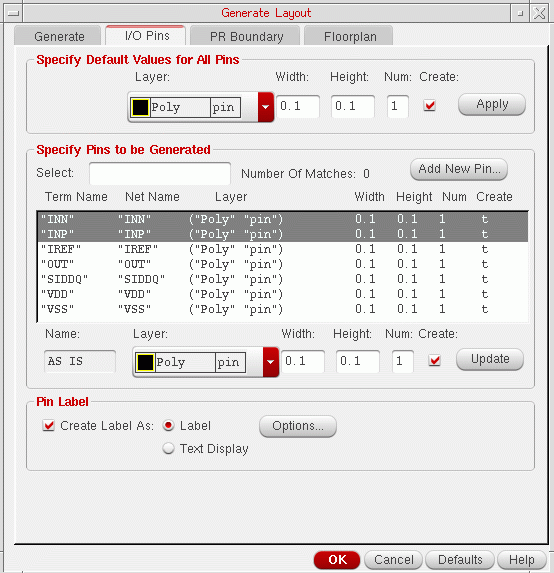 Generate Layout
Generate I/O Pins PR Boundary Floorplan
Specify Default Values for All Pins
Layer: Width: Height: Num: Create:
Poly pin 0.1 0.1 1 Apply
Specify Pins to be Generated
Select: Number Of Matches: 0 Add New Pin...
Term Name Net Name Layer Width Height Num Create
"INN" "INN" ("Poly" "pin") 0.1 0.1 1 t
"INP" "INP" ("Poly" "pin") 0.1 0.1 1 t
"IREF" "IREF" ("Poly" "pin") 0.1 0.1 1 t
"OUT" "OUT" ("Poly" "pin") 0.1 0.1 1 t
"SIDDQ" "SIDDQ" ("Poly" "pin") 0.1 0.1 1 t
"VDD" "VDD" ("Poly" "pin") 0.1 0.1 1 t
"VSS" "VSS" ("Poly" "pin") 0.1 0.1 1 t
Name: Layer: Width: Height: Num: Create:
AS IS Poly pin 0.1 0.1 1 Update
Pin Label
Create Label As: Label Options...
Text Display
OK Cancel Defaults Help